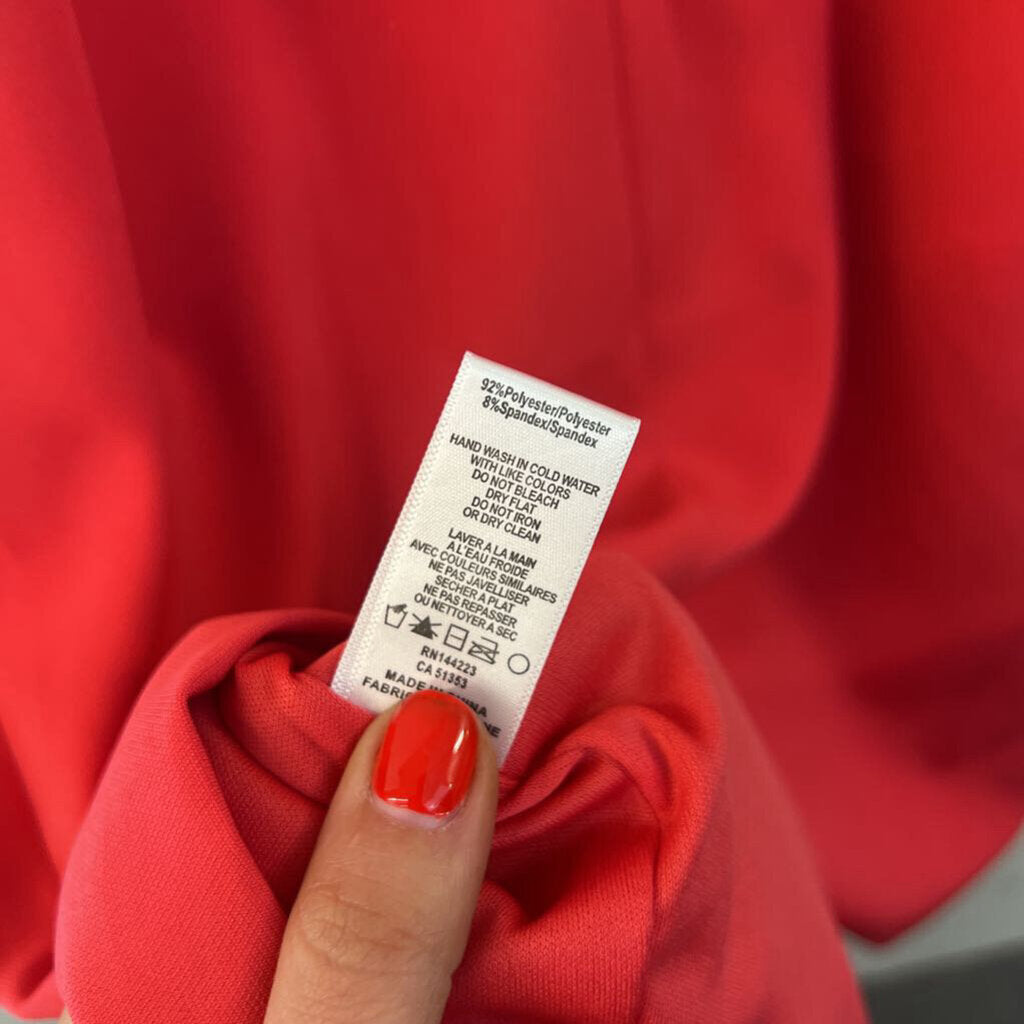 92%Polyester/Polyester
8%Spandex/Spandex
HAND WASH IN COLD WATER
WITH LIKE COLORS
DO NOT BLEACH
DRY FLAT
DO NOT IRON
OR DRY CLEAN
LAVER A LA MAIN
A L'EAU FROIDE
AVEC COULEURS SIMILAIRES
NE PAS JAVELLISER
SECHER A PLAT
NE PAS REPASSER
OU NETTOYER A SEC
RN144223
CA 51353
MADE